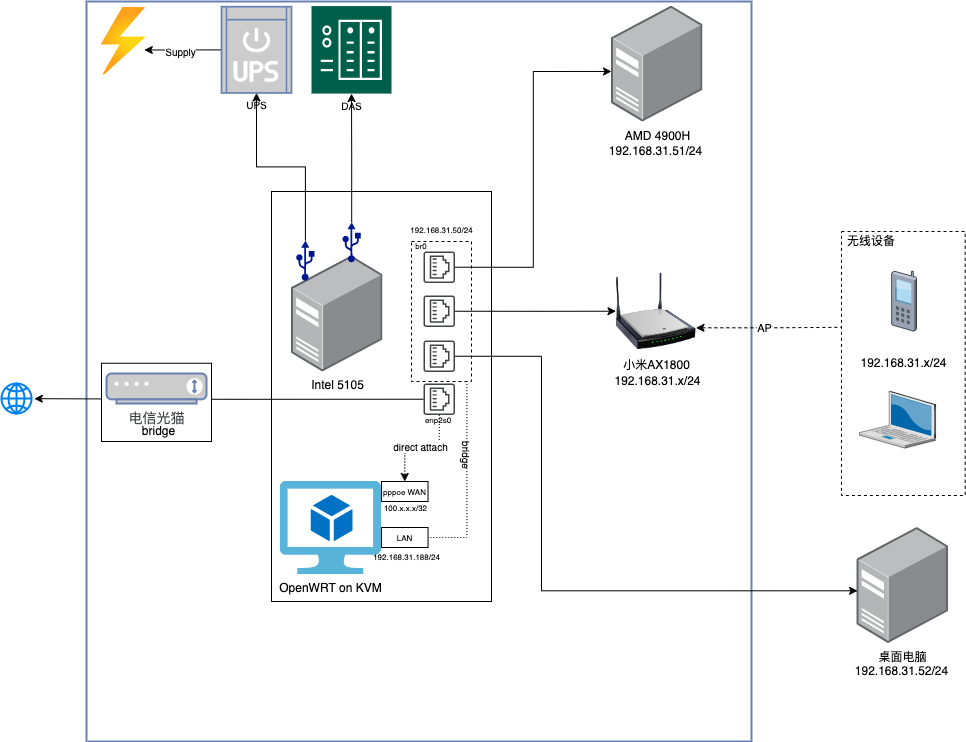 Supply
UPS
UPS
DAS
AMD 4900H
192.168.31.51/24
192.168.31.50/24
br0
无线设备
AP
小米AX1800
192.168.31.x/24
192.168.31.x/24
Intel 5105
电信光猫
bridge
enp2s0
direct attach
bridge
pppoe WAN
100.x.x.x/32
LAN
192.168.31.188/24
OpenWRT on KVM
桌面电脑
192.168.31.52/24